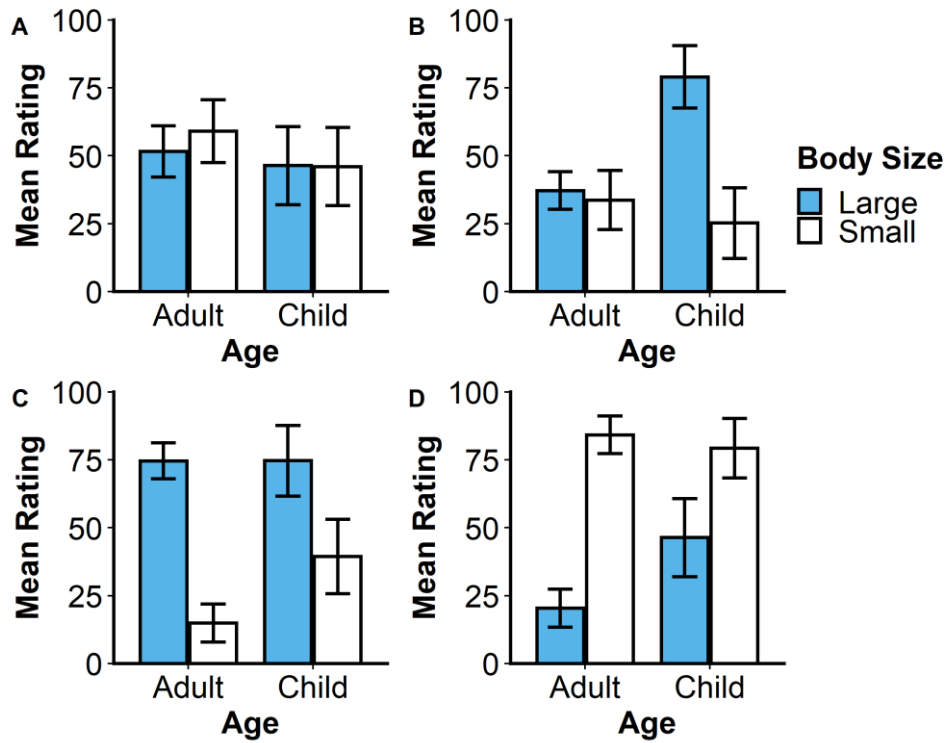 A
Mean Rating
100
75
50
25
0
Adult Child
Age
B
Mean Rating
100
75
50
25
0
Adult Child
Age
Body Size
Large
Small
C
Mean Rating
100
75
50
25
0
Adult Child
Age
D
Mean Rating
100
75
50
25
0
Adult Child
Age